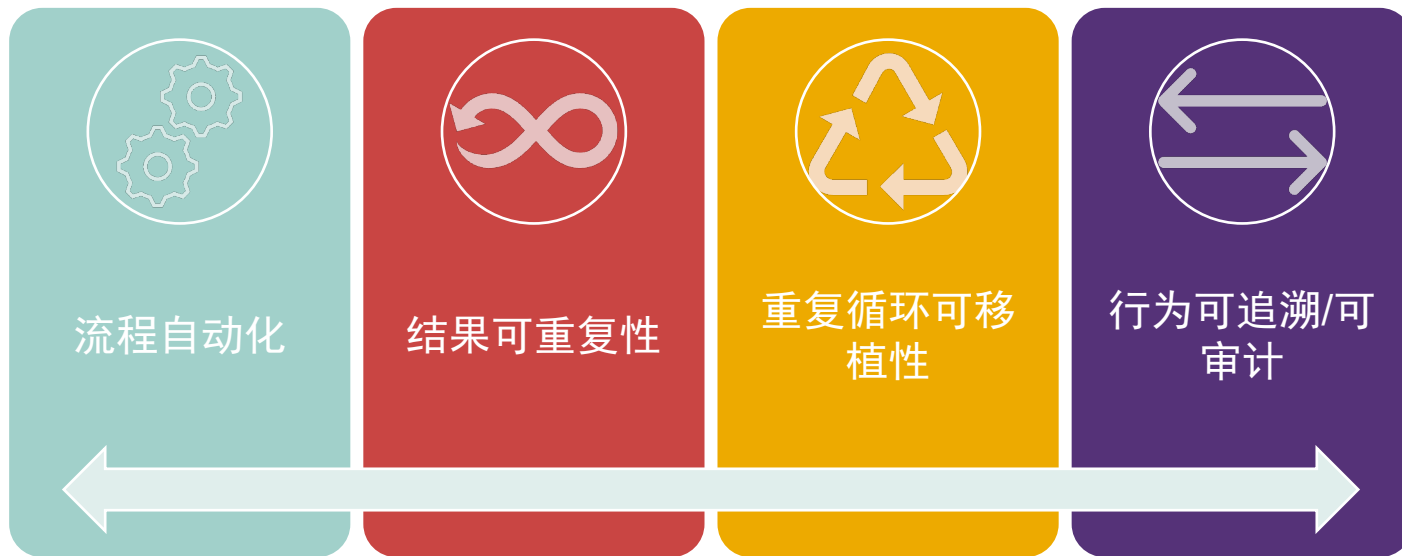 流程自动化
结果可重复性
重复循环可移
植性
行为可追溯/可
审计